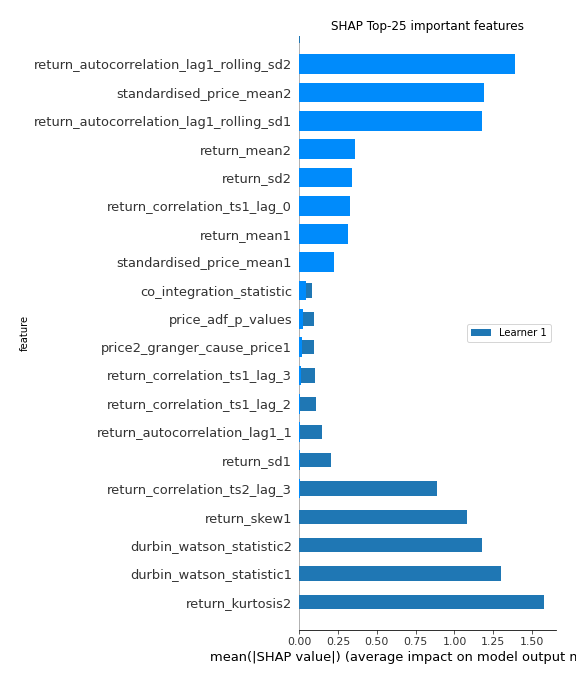 SHAP Top-25 important features
return_autocorrelation_lag1_rolling_sd2
standardised_price_mean2
return_autocorrelation_lag1_rolling_sd1
return_mean2
return_sd2
return_correlation_ts1_lag_0
return_mean1
standardised_price_mean1
co_integration_statistic
price_adf_p_values
price2_granger_cause_price1
return_correlation_ts1_lag_3
return_correlation_ts1_lag_2
return_autocorrelation_lag1_1
return_sd1
return_correlation_ts2_lag_3
return_skew1
durbin_watson_statistic2
durbin_watson_statistic1
return_kurtosis2
feature
Learner 1
0.00 0.25 0.50 0.75 1.00 1.25 1.50
mean(|SHAP value|) (average impact on model output